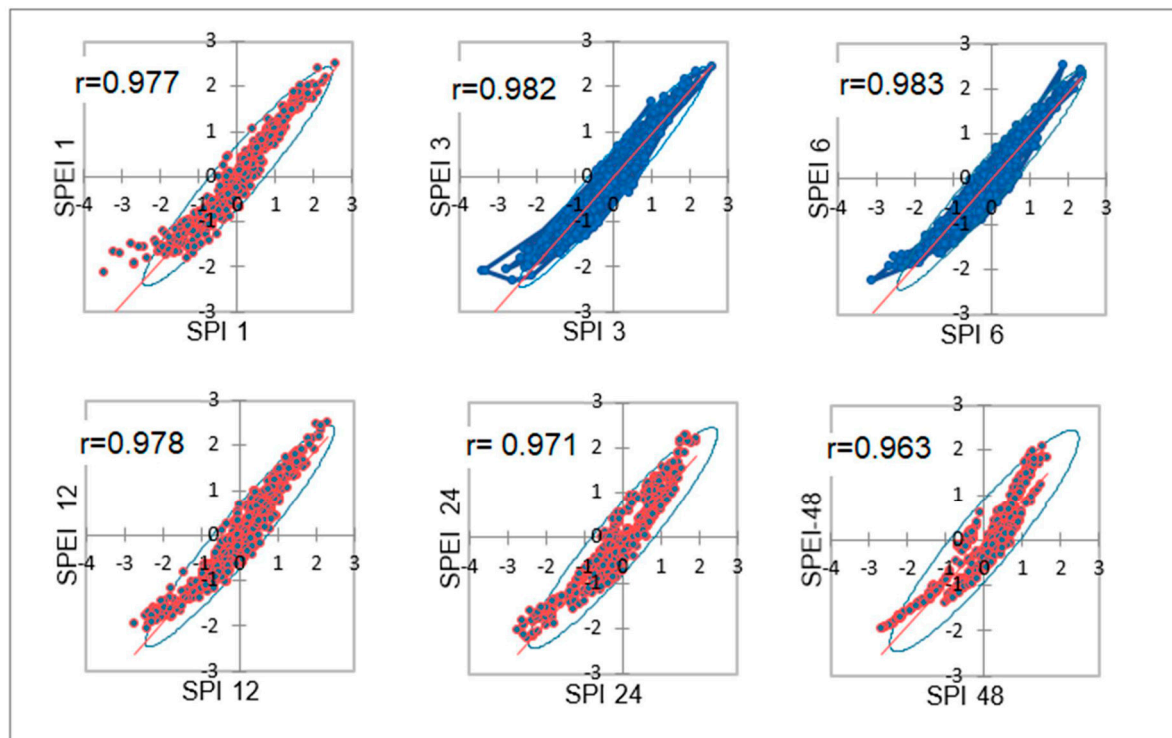 r=0.977
SPEI 1
3
2
1
0
-1
-2
-3
-4 -3 -2 -1 0 1 2 3
SPI 1
r=0.982
SPEI 3
3
2
1
0
-1
-2
-3
-4 -3 -2 -1 0 1 2 3
SPI 3
r=0.983
SPEI 6
3
2
1
0
-1
-2
-3
-4 -3 -2 -1 0 1 2 3
SPI 6
r=0.978
SPEI 12
3
2
1
0
-1
-2
-3
-4 -3 -2 -1 0 1 2 3
SPI 12
r= 0.971
SPEI 24
3
2
1
0
-1
-2
-3
-4 -3 -2 -1 0 1 2 3
SPI 24
r=0.963
SPEI-48
3
2
1
0
-1
-2
-3
-4 -3 -2 -1 0 1 2 3
SPI 48